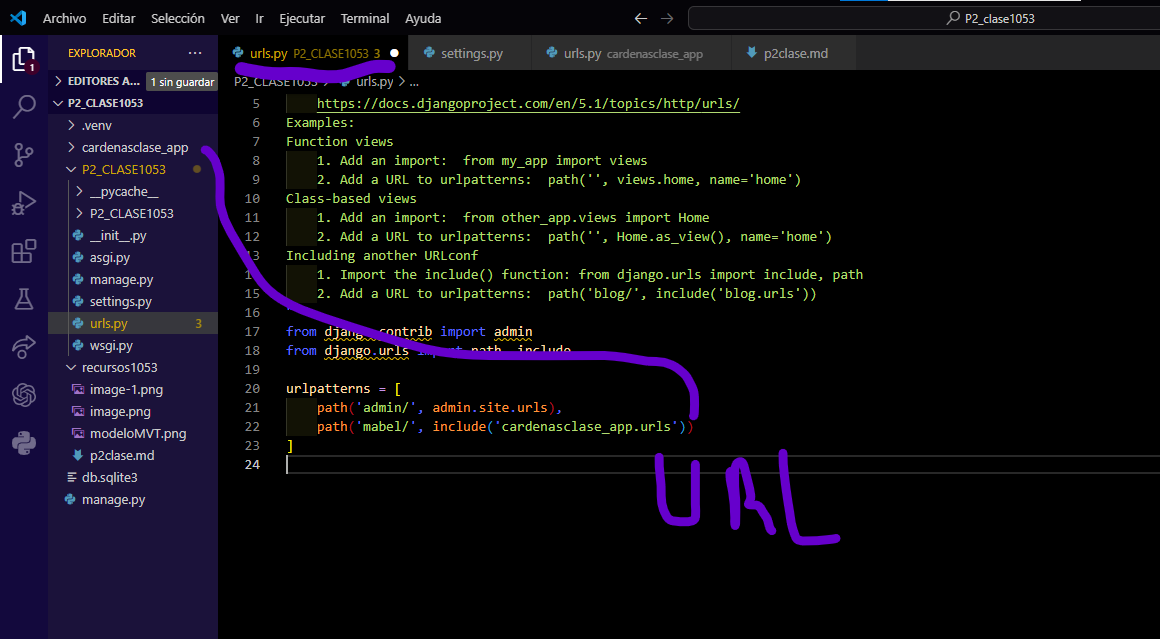 Archivo Editar Selección Ver Ir Ejecutar Terminal Ayuda
P2_clase1053
EXPLORADOR ...
urls.py P2_CLASE1053 3
settings.py
urls.py cardenasclase_app
p2clase.md
EDITORES A... 1 sin guardar
P2_CLASE1053 > urls.py > ...
1
P2_CLASE1053
.venv
cardenasclase_app
P2_CLASE1053
__pycache__
P2_CLASE1053
__init__.py
asgi.py
manage.py
settings.py
urls.py 3
wsgi.py
recursos1053
image-1.png
image.png
modeloMVT.png
p2clase.md
db.sqlite3
manage.py
5 https://docs.djangoproject.com/en/5.1/topics/http/urls/
6 Examples:
7 Function views
8 1. Add an import:  from my_app import views
9 2. Add a URL to urlpatterns:  path('', views.home, name='home')
10 Class-based views
11 1. Add an import:  from other_app.views import Home
12 2. Add a URL to urlpatterns:  path('', Home.as_view(), name='home')
13 Including another URLconf
1. Import the include() function: from django.urls import include, path
15 2. Add a URL to urlpatterns:  path('blog/', include('blog.urls'))
16
17 from django.contrib import admin
18 from django.urls import path, include
19
20 urlpatterns = [
21 path('admin/', admin.site.urls),
22 path('mabel/', include('cardenasclase_app.urls'))
23 ]
24
URL